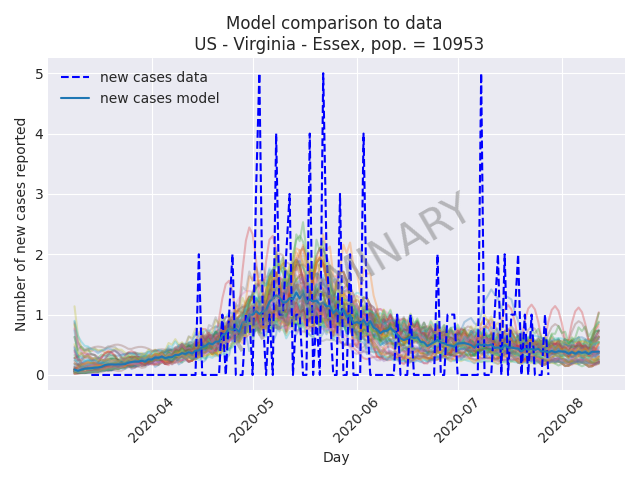 Model comparison to data
US - Virginia - Essex, pop. = 10953
Number of new cases reported
5
4
3
2
1
0
new cases data
new cases model
2020-04
2020-05
2020-06
2020-07
2020-08
Day